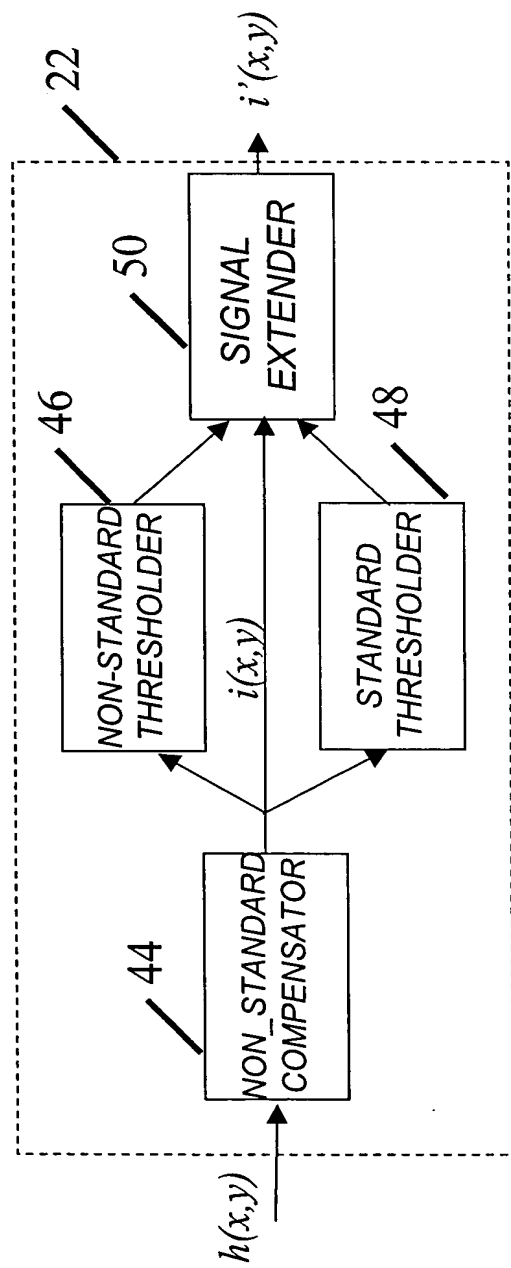 22
h(x,y)
44
NON_STANDARD
COMPENSATOR
46
NON-STANDARD
THRESHOLDER
i(x,y)
48
STANDARD
THRESHOLDER
50
SIGNAL
EXTENDER
i'(x,y)